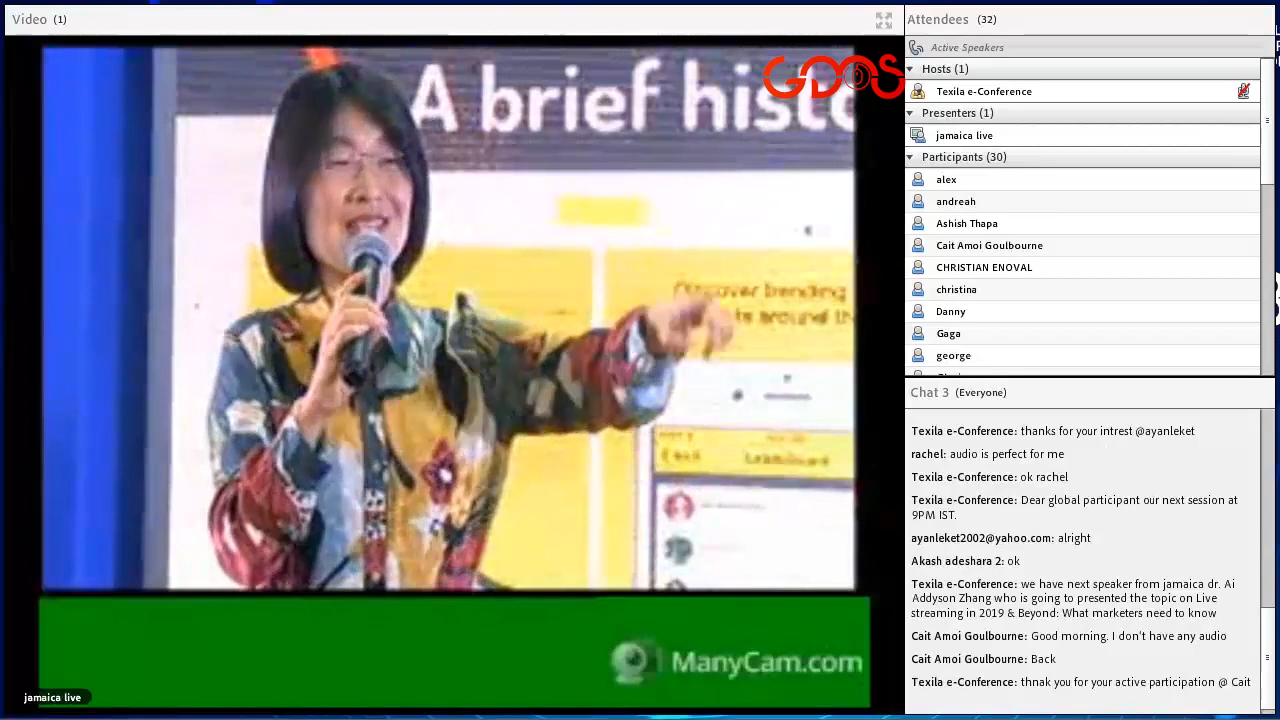 Video (1)
A brief histo
GDOS
Discover trending
ts around th
Leaderboard
ManyCam.com
jamaica live
Attendees (32)
Active Speakers
Hosts (1)
Texila e-Conference
Presenters (1)
jamaica live
Participants (30)
alex
andreah
Ashish Thapa
Cait Amoi Goulbourne
CHRISTIAN ENOVAL
christina
Danny
Gaga
george
Chat 3 (Everyone)
Texila e-Conference: thanks for your intrest @ayanleket
rachel: audio is perfect for me
Texila e-Conference: ok rachel
Texila e-Conference: Dear global participant our next session at
9PM IST.
ayanleket2002@yahoo.com: alright
Akash adeshara 2: ok
Texila e-Conference: we have next speaker from jamaica dr. Ai
Addyson Zhang who is going to presented the topic on Live
streaming in 2019 & Beyond: What marketers need to know
Cait Amoi Goulbourne: Good morning. I don't have any audio
Cait Amoi Goulbourne: Back
Texila e-Conference: thnak you for your active participation @ Cait